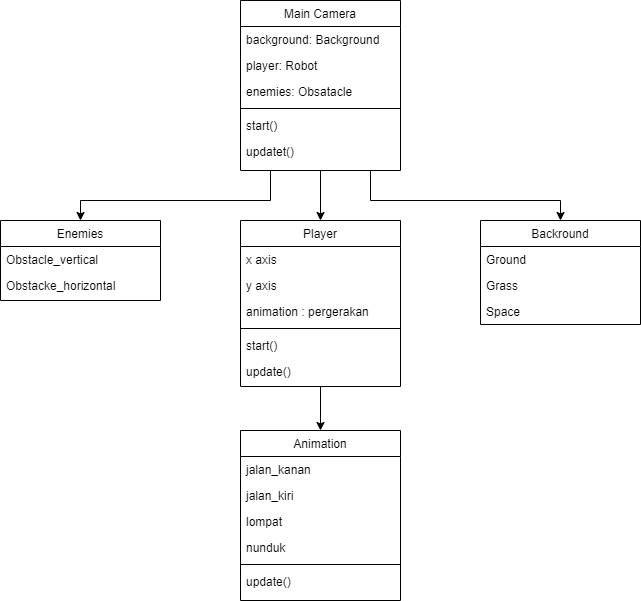 Main Camera
background: Background
player: Robot
enemies: Obsatacle
start()
updatet()
Enemies
Obstacle_vertical
Obstacke_horizontal
Player
x axis
y axis
animation : pergerakan
start()
update()
Backround
Ground
Grass
Space
Animation
jalan_kanan
jalan_kiri
lompat
nunduk
update()